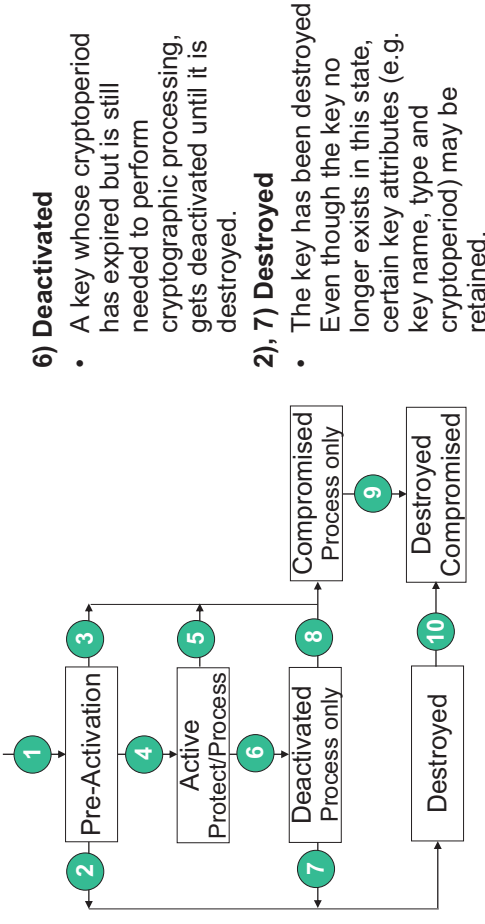 1
Pre-Activation
2
3
4
Active
Protect/Process
5
6
Deactivated
Process only
7
8
Compromised
Process only
9
Destroyed
10
Destroyed
Compromised
6) Deactivated
• A key whose cryptoperiod
has expired but is still
needed to perform
cryptographic processing,
gets deactivated until it is
destroyed.
2), 7) Destroyed
• The key has been destroyed
Even though the key no
longer exists in this state,
certain key attributes (e.g.
key name, type and
cryptoperiod) may be
retained.